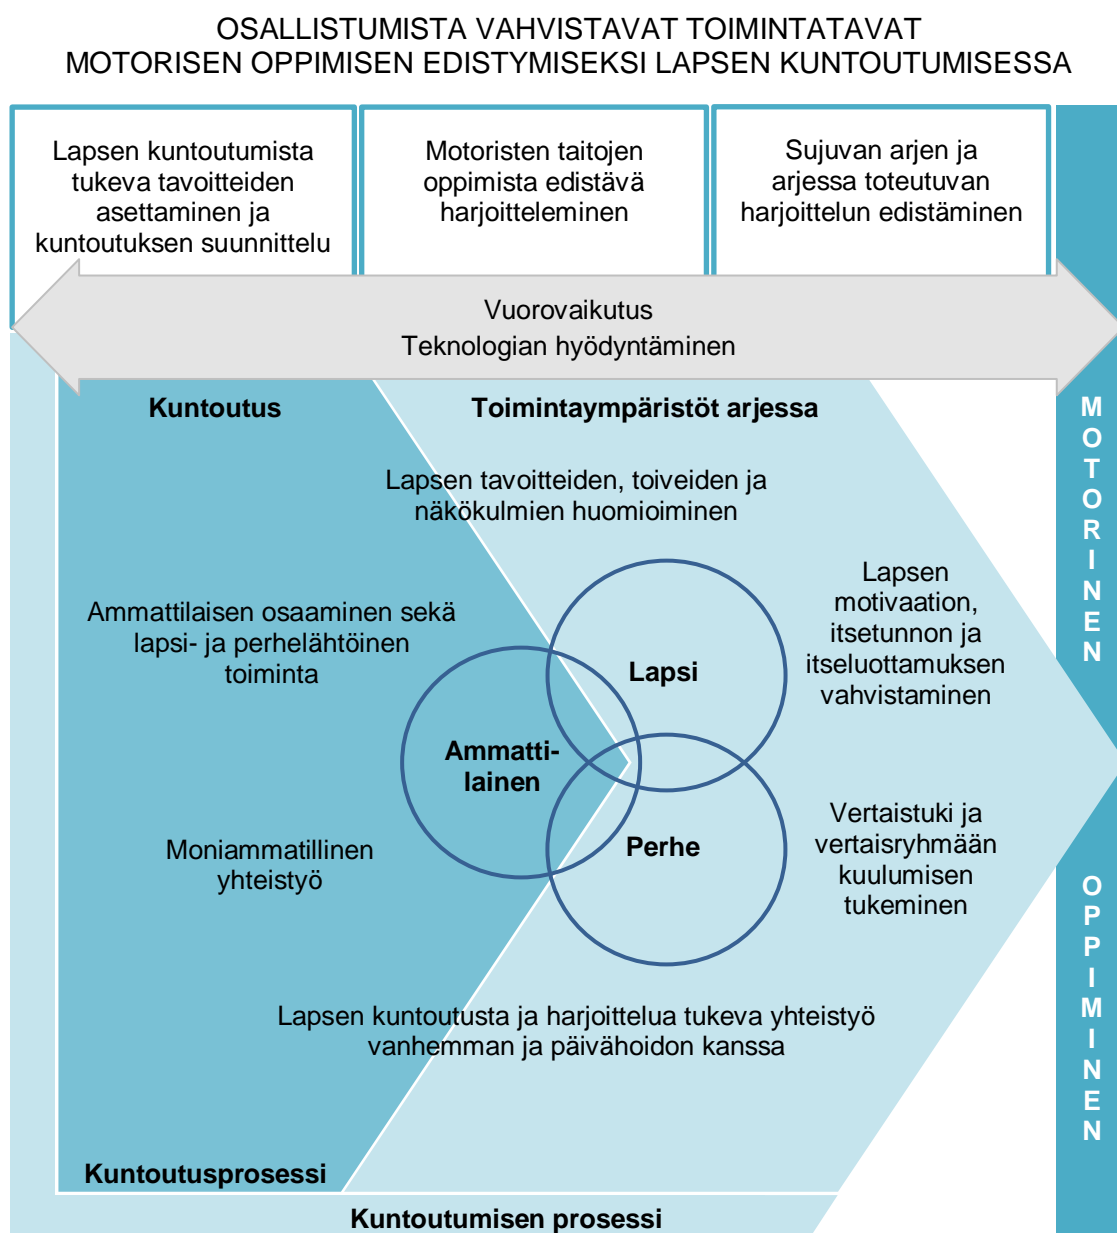 OSALLISTUMISTA VAHVISTAVAT TOIMINTATAVAT
MOTORISEN OPPIMISEN EDISTYMISEKSI LAPSEN KUNTOUTUMISESSA
Lapsen kuntoutumista
tukeva tavoitteiden
asettaminen ja
kuntoutuksen suunnittelu
Motoristen taitojen
oppimista edistävä
harjoitteleminen
Sujuvan arjen ja
arjessa toteutuvan
harjoittelun edistäminen
Vuorovaikutus
Teknologian hyödyntäminen
Kuntoutus
Toimintaympäristöt arjessa
Lapsen tavoitteiden, toiveiden ja
näkökulmien huomioiminen
Ammattilaisen osaaminen sekä
lapsi- ja perhelähtöinen
toiminta
Lapsen
motivaation,
itsetunnon ja
itseluottamuksen
vahvistaminen
Lapsi
Ammatti-
lainen
Perhe
Moniammatillinen
yhteistyö
Vertaistuki ja
vertaisryhmään
kuulumisen
tukeminen
Lapsen kuntoutusta ja harjoittelua tukeva yhteistyö
vanhemman ja päivähoidon kanssa
Kuntoutusprosessi
Kuntoutumisen prosessi
MOTORINEN
OPPIMINEN